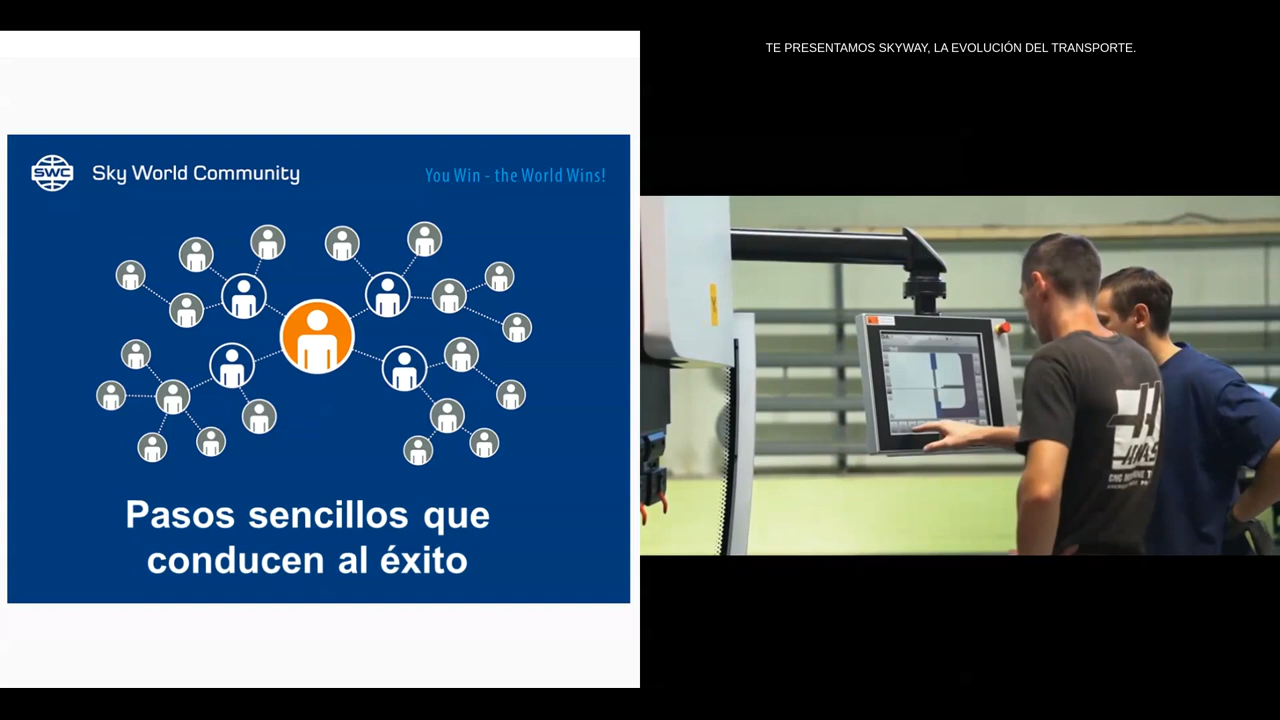 TE PRESENTAMOS SKYWAY, LA EVOLUCIÓN DEL TRANSPORTE.
SWC
Sky World Community
You Win - the World Wins!
Pasos sencillos que
conducen al éxito